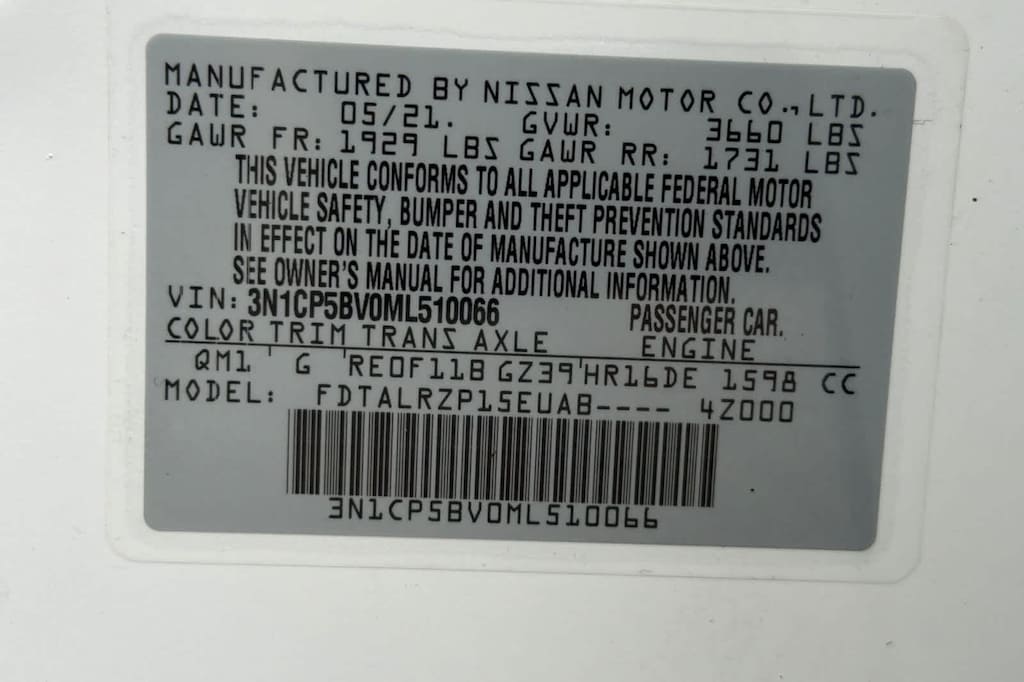 MANUFACTURED BY NISSAN MOTOR CO., LTD.
DATE: 05/21. GVWR: 3660 LBS
GAWR FR: 1929 LBS GAWR RR: 1731 LBS
THIS VEHICLE CONFORMS TO ALL APPLICABLE FEDERAL MOTOR
VEHICLE SAFETY, BUMPER AND THEFT PREVENTION STANDARDS
IN EFFECT ON THE DATE OF MANUFACTURE SHOWN ABOVE.
SEE OWNER'S MANUAL FOR ADDITIONAL INFORMATION.
VIN: 3N1CP5BV0ML510066 PASSENGER CAR.
COLOR TRIM TRANS AXLE ENGINE
QM1 ' G 'RE0F11B GZ39'HR16DE 1598 CC
MODEL: FDTALRZP15EUAB---- 4Z000
3N1CP5BV0ML510066